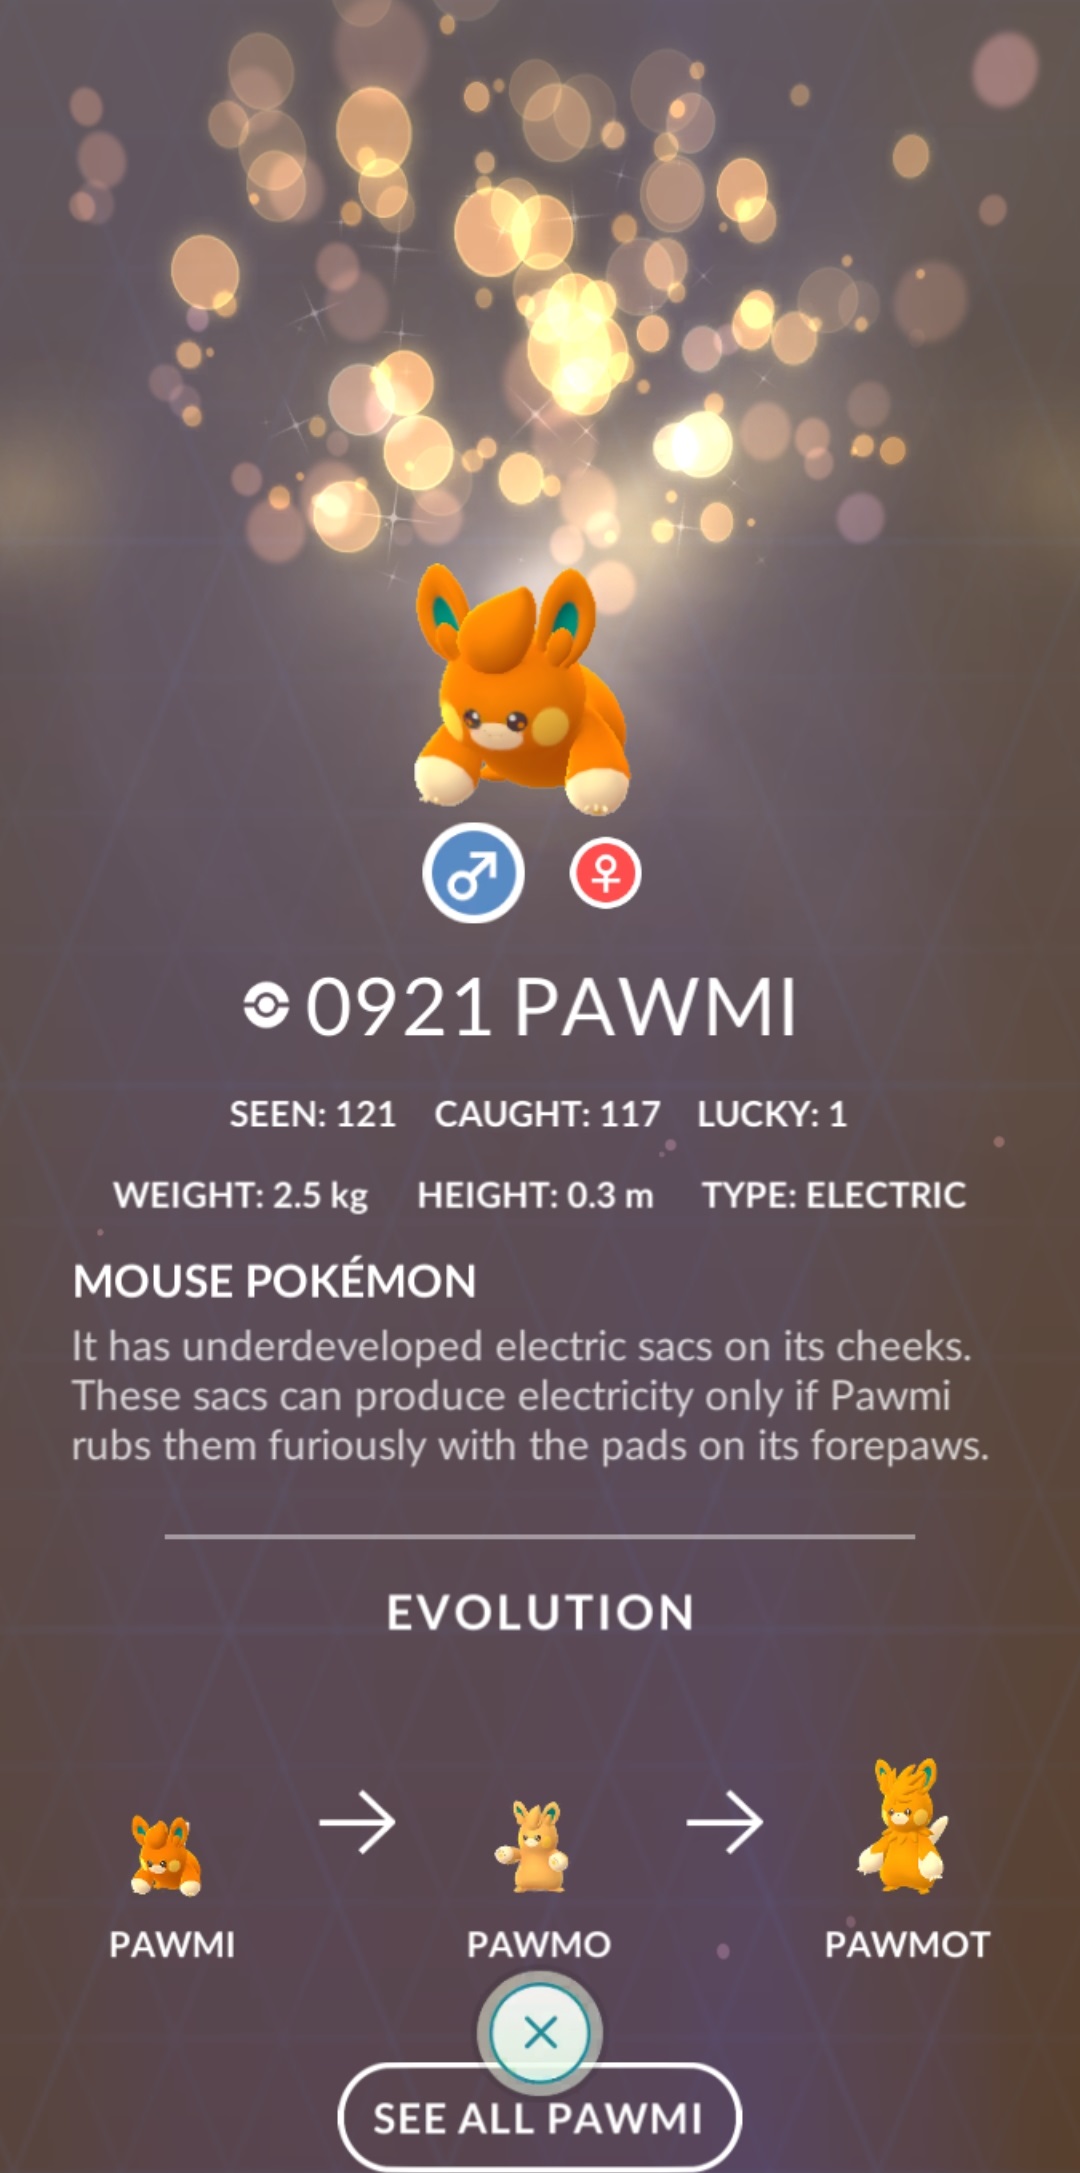 0921 PAWMI
SEEN: 121 CAUGHT: 117 LUCKY: 1
WEIGHT: 2.5 kg HEIGHT: 0.3 m TYPE: ELECTRIC
MOUSE POKÉMON
It has underdeveloped electric sacs on its cheeks.
These sacs can produce electricity only if Pawmi
rubs them furiously with the pads on its forepaws.
EVOLUTION
PAWMI PAWMO PAWMOT
SEE ALL PAWMI